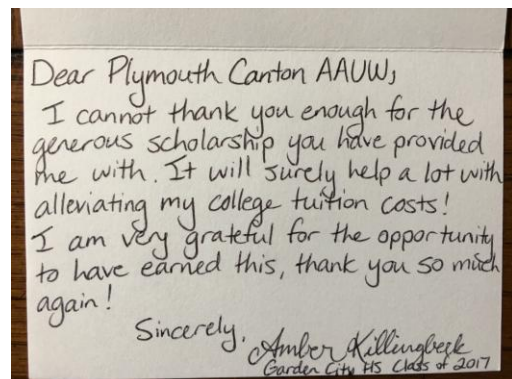 Dear Plymouth Canton AAUW,
I cannot thank you enough for the
generous scholarship you have provided
me with. It will surely help a lot with
alleviating my college tuition costs!
I am very grateful for the opportunity
to have earned this, thank you so much
again!
Sincerely,
Amber Killingbeck
Garden City HS Class of 2017